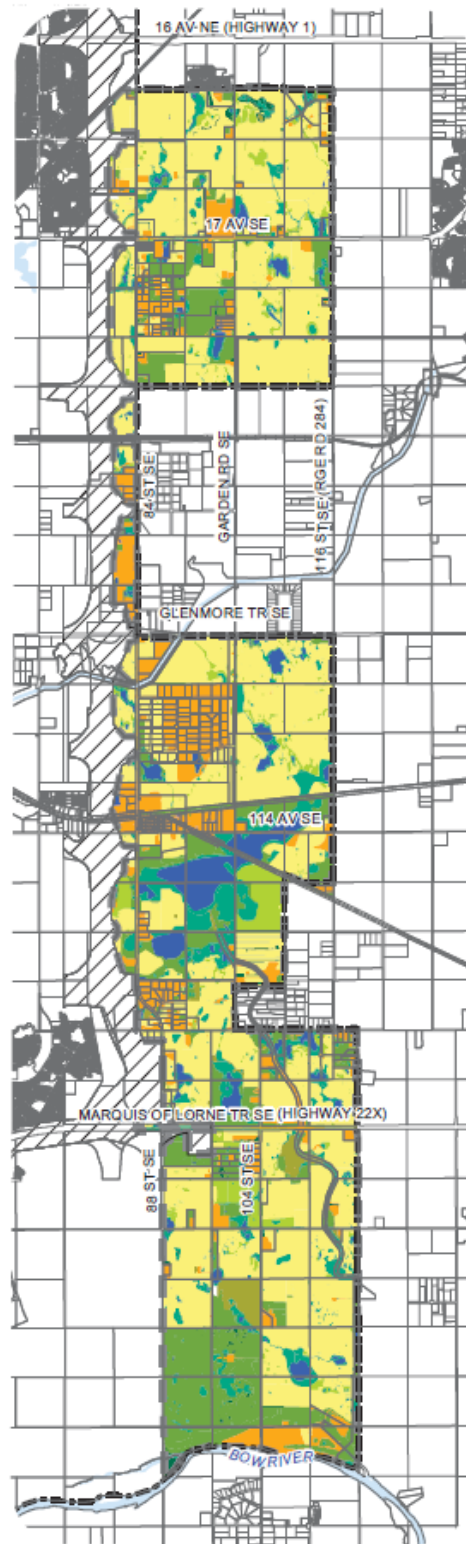 16 AV NE (HIGHWAY 1)
17 AV SE
84 ST SE
GARDEN RD SE
116 ST SE (RGE RD 284)
GLENMORE TR SE
114 AV SE
MARQUIS OF LORNE TR SE (HIGHWAY 22X)
88 ST SE
104 ST SE
BOW RIVER